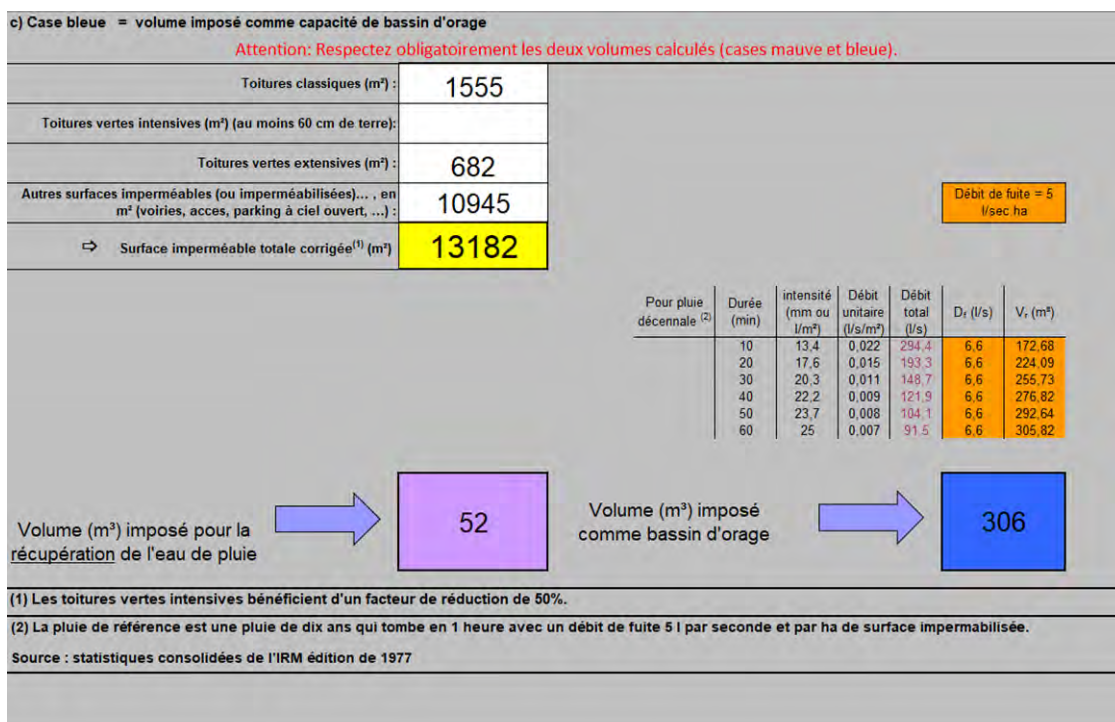 c) Case bleue = volume imposé comme capacité de bassin d'orage
Attention: Respectez obligatoirement les deux volumes calculés (cases mauve et bleue).
Toitures classiques (m²) : 1555
Toitures vertes intensives (m²) (au moins 60 cm de terre):
Toitures vertes extensives (m²) : 682
Autres surfaces imperméables (ou imperméabilisées)... , en
m² (voiries, acces, parking à ciel ouvert, ...) : 10945
Débit de fuite = 5
l/sec ha
⇨ Surface imperméable totale corrigée⁽¹⁾ (m²) 13182
Pour pluie
décennale ⁽²⁾
Durée
(min)
intensité
(mm ou
l/m²)
Débit
unitaire
(l/s/m²)
Débit
total
(l/s)
Dᵣ (l/s)
Vᵣ (m³)
10 13,4 0,022 294,4 6,6 172,68
20 17,6 0,015 193,3 6,6 224,09
30 20,3 0,011 148,7 6,6 255,73
40 22,2 0,009 121,9 6,6 276,82
50 23,7 0,008 104,1 6,6 292,64
60 25 0,007 91,5 6,6 305,82
Volume (m³) imposé pour la
récupération de l'eau de pluie
52
Volume (m³) imposé
comme bassin d'orage
306
(1) Les toitures vertes intensives bénéficient d'un facteur de réduction de 50%.
(2) La pluie de référence est une pluie de dix ans qui tombe en 1 heure avec un débit de fuite 5 l par seconde et par ha de surface impermabilisée.
Source : statistiques consolidées de l'IRM édition de 1977